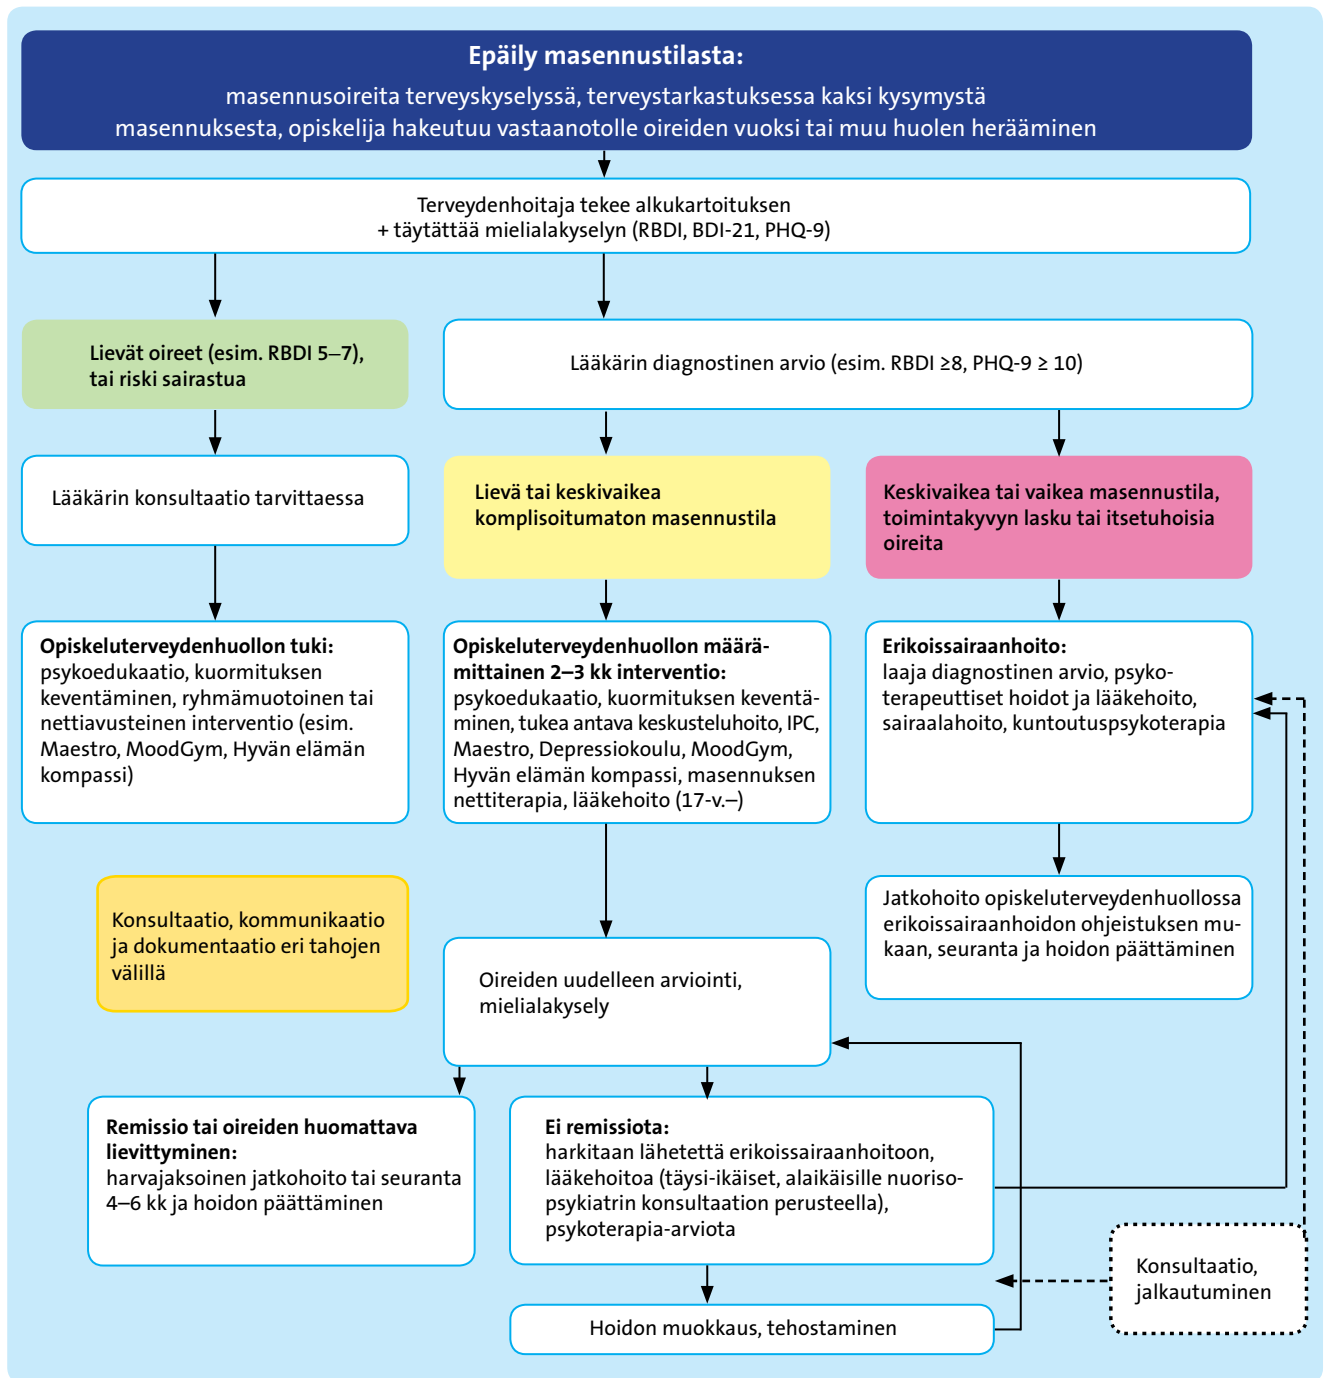 Epäily masennustilasta:
masennusoireita terveyskyselyssä, terveystarkastuksessa kaksi kysymystä
masennuksesta, opiskelija hakeutuu vastaanotolle oireiden vuoksi tai muu huolen herääminen
Terveydenhoitaja tekee alkukartoituksen
+ täytättää mielialakyselyn (RBDI, BDI-21, PHQ-9)
Lievät oireet (esim. RBDI 5–7),
tai riski sairastua
Lääkärin diagnostinen arvio (esim. RBDI ≥8, PHQ-9 ≥ 10)
Lääkärin konsultaatio tarvittaessa
Lievä tai keskivaikea
komplisoitumaton masennustila
Keskivaikea tai vaikea masennustila,
toimintakyvyn lasku tai itsetuhoisia
oireita
Opiskeluterveydenhuollon tuki:
psykoedukaatio, kuormituksen
keventäminen, ryhmämuotoinen tai
nettiavusteinen interventio (esim.
Maestro, MoodGym, Hyvän elämän
kompassi)
Opiskeluterveydenhuollon määrä-
mittainen 2–3 kk interventio:
psykoedukaatio, kuormituksen keventä-
minen, tukea antava keskusteluhoito, IPC,
Maestro, Depressiokoulu, MoodGym,
Hyvän elämän kompassi, masennuksen
nettiterapia, lääkehoito (17-v.–)
Erikoissairaanhoito:
laaja diagnostinen arvio, psyko-
terapeuttiset hoidot ja lääkehoito,
sairaalahoito, kuntoutuspsykoterapia
Konsultaatio, kommunikaatio
ja dokumentaatio eri tahojen
välillä
Jatkohoito opiskeluterveydenhuollossa
erikoissairaanhoidon ohjeistuksen mu-
kaan, seuranta ja hoidon päättäminen
Oireiden uudelleen arviointi,
mielialakysely
Remissio tai oireiden huomattava
lievittyminen:
harvajaksoinen jatkohoito tai seuranta
4–6 kk ja hoidon päättäminen
Ei remissiota:
harkitaan lähetettä erikoissairaanhoitoon,
lääkehoitoa (täysi-ikäiset, alaikäisille nuoriso-
psykiatrin konsultaation perusteella),
psykoterapia-arviota
Konsultaatio,
jalkautuminen
Hoidon muokkaus, tehostaminen